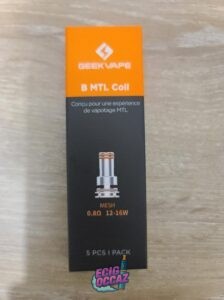 GEEKVAPE
B MTL Coil
Conçu pour une expérience
de vapotage MTL
MESH
0.8Ω 12-16W
5 PCS / PACK
ECIG
OCCAZ